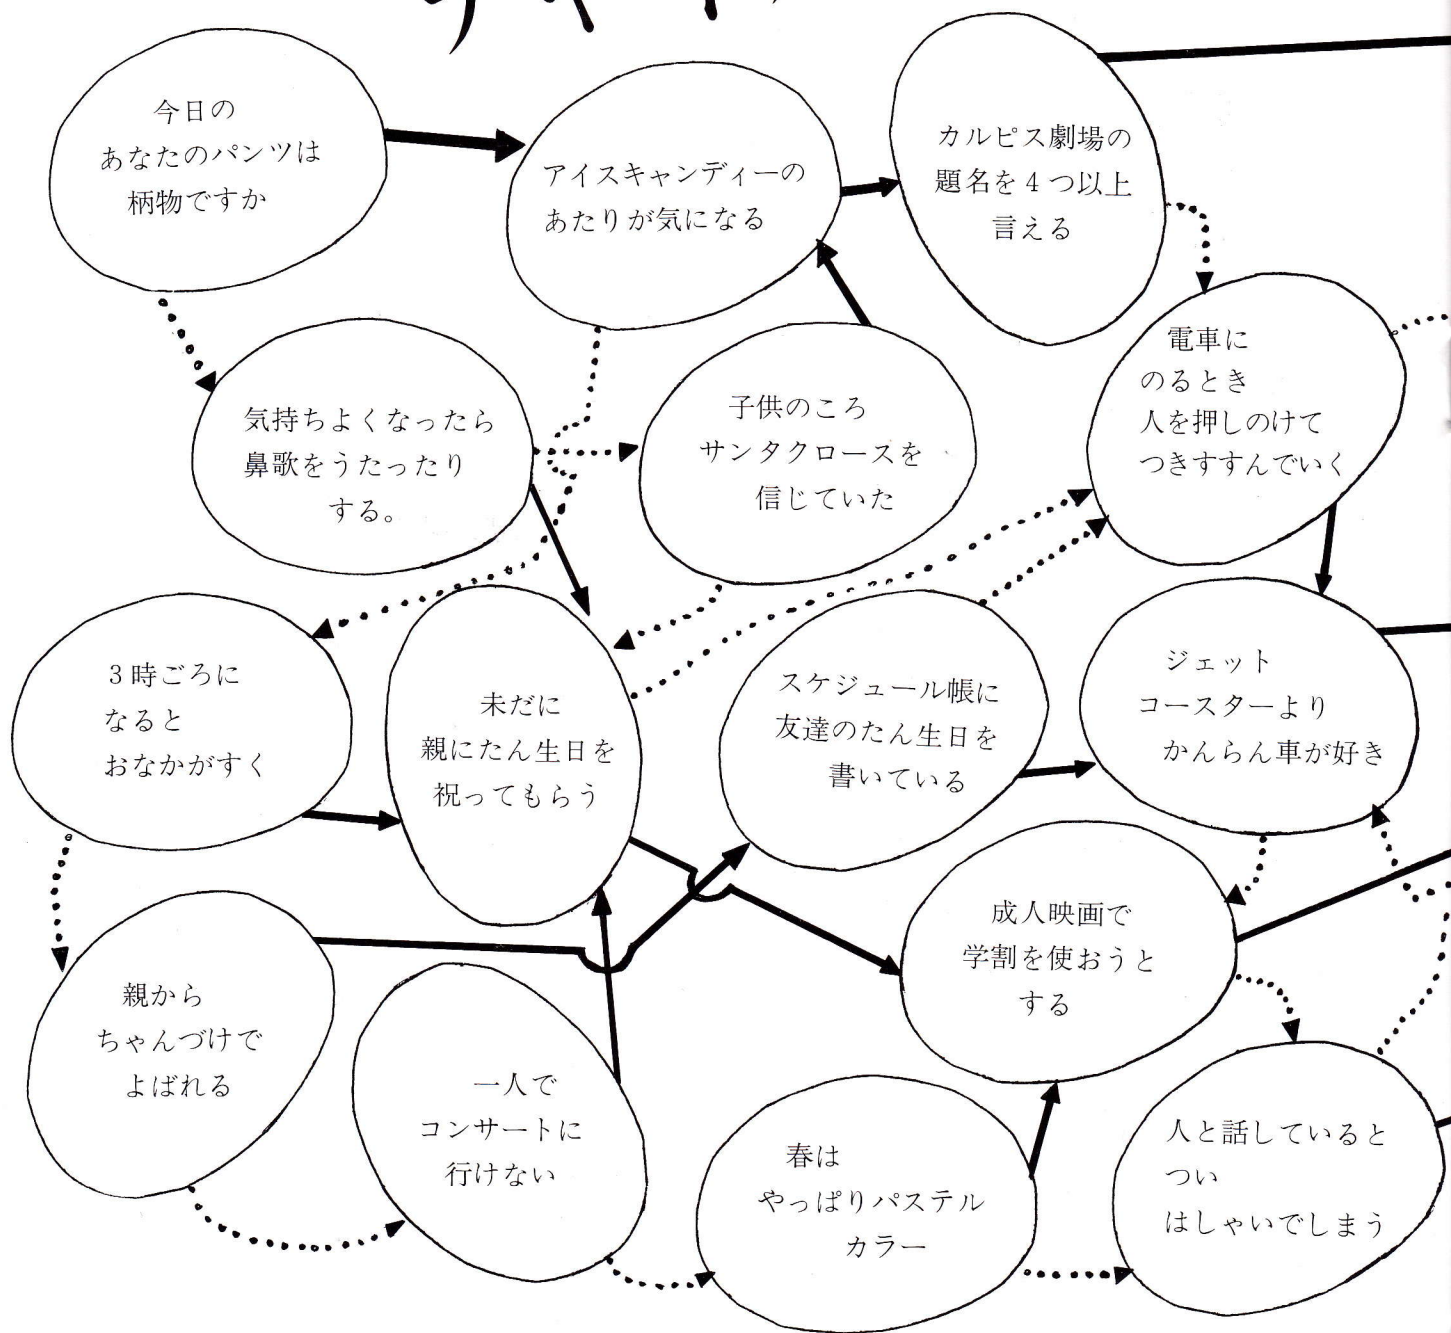 今日の
あなたのパンツは
柄物ですか
アイスキャンディーの
あたりが気になる
カルピス劇場の
題名を4つ以上
言える
気持ちよくなったら
鼻歌をうたったり
する。
子供のころ
サンタクロースを
信じていた
電車に
のるとき
人を押しのけて
つきすすんでいく
3時ごろに
なると
おなかがすく
未だに
親にたん生日を
祝ってもらう
スケジュール帳に
友達のたん生日を
書いている
ジェット
コースターより
かんらん車が好き
親から
ちゃんづけで
よばれる
一人で
コンサートに
行けない
成人映画で
学割を使おうと
する
春は
やっぱりパステル
カラー
人と話していると
つい
はしゃいでしまう